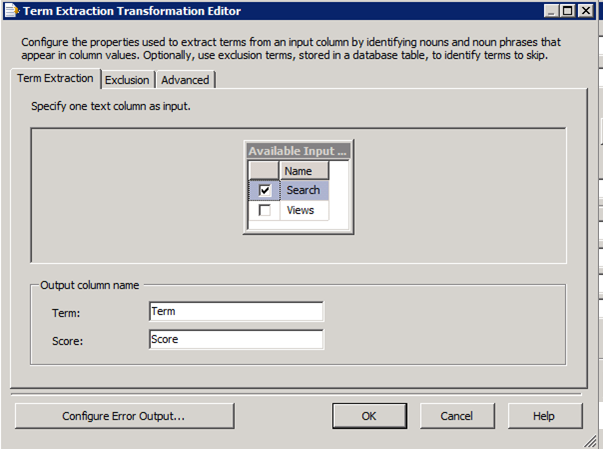 Term Extraction Transformation Editor
Configure the properties used to extract terms from an input column by identifying nouns and noun phrases that
appear in column values. Optionally, use exclusion terms, stored in a database table, to identify terms to skip.
Term Extraction Exclusion Advanced
Specify one text column as input.
Available Input ...
Name
Search
Views
Output column name
Term: Term
Score: Score
Configure Error Output... OK Cancel Help